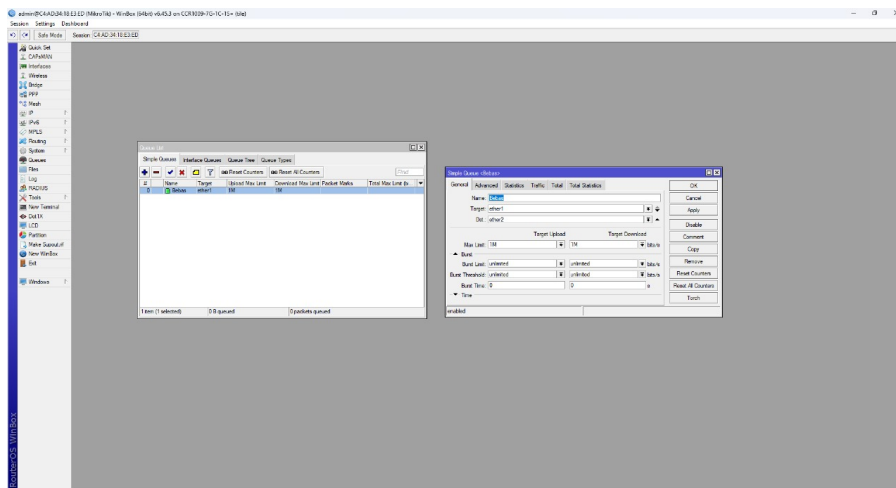 admin@C4:AD:34:18:E3:ED (MikroTik) - WinBox (64bit) v6.45.3 on CCR1009-7G-1C-1S+ (tile)
Session Settings Dashboard
Safe Mode Session: C4:AD:34:18:E3:ED
Quick Set
CAPsMAN
Interfaces
Wireless
Bridge
PPP
Mesh
IP
IPv6
MPLS
Routing
System
Queues
Files
Log
RADIUS
Tools
New Terminal
Dot1X
LCD
Partition
Make Supout.rif
New WinBox
Exit
Windows
RouterOS WinBox
Queue List
Simple Queues Interface Queues Queue Tree Queue Types
Reset Counters Reset All Counters Find
# Name Target Upload Max Limit Download Max Limit Packet Marks Total Max Limit (b...
0 Bebas ether1 1M 1M
1 item (1 selected) 0 B queued 0 packets queued
Simple Queue <Bebas>
General Advanced Statistics Traffic Total Total Statistics
Name: Bebas
Target: ether1
Dst.: ether2
Target Upload Target Download
Max Limit: 1M 1M bits/s
Burst
Burst Limit: unlimited unlimited bits/s
Burst Threshold: unlimited unlimited bits/s
Burst Time: 0 0 s
Time
enabled
OK
Cancel
Apply
Disable
Comment
Copy
Remove
Reset Counters
Reset All Counters
Torch